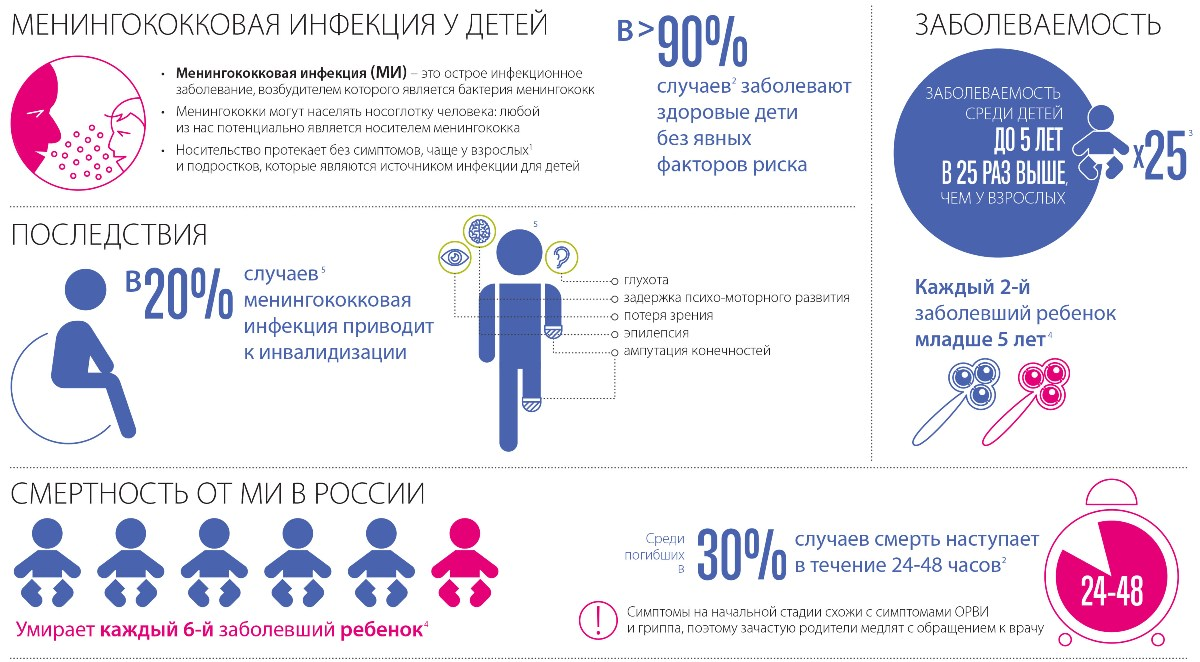 МЕНИНГОКОККОВАЯ ИНФЕКЦИЯ У ДЕТЕЙ
• Менингококковая инфекция (МИ) – это острое инфекционное
заболевание, возбудителем которого является бактерия менингококк
• Менингококки могут населять носоглотку человека: любой
из нас потенциально является носителем менингококка
• Носительство протекает без симптомов, чаще у взрослых¹
и подростков, которые являются источником инфекции для детей
В >90%
случаев² заболевают
здоровые дети
без явных
факторов риска
ЗАБОЛЕВАЕМОСТЬ
ЗАБОЛЕВАЕМОСТЬ
СРЕДИ ДЕТЕЙ
ДО 5 ЛЕТ
В 25 РАЗ ВЫШЕ,
ЧЕМ У ВЗРОСЛЫХ
x25³
Каждый 2-й
заболевший ребенок
младше 5 лет⁴
ПОСЛЕДСТВИЯ
В 20%
случаев⁵
менингококковая
инфекция приводит
к инвалидизации
5
глухота
задержка психо-моторного развития
потеря зрения
эпилепсия
ампутация конечностей
СМЕРТНОСТЬ ОТ МИ В РОССИИ
Умирает каждый 6-й заболевший ребенок⁴
Среди
погибших
в
30%
случаев смерть наступает
в течение 24-48 часов²
24-48
! Симптомы на начальной стадии схожи с симптомами ОРВИ
и гриппа, поэтому зачастую родители медлят с обращением к врачу